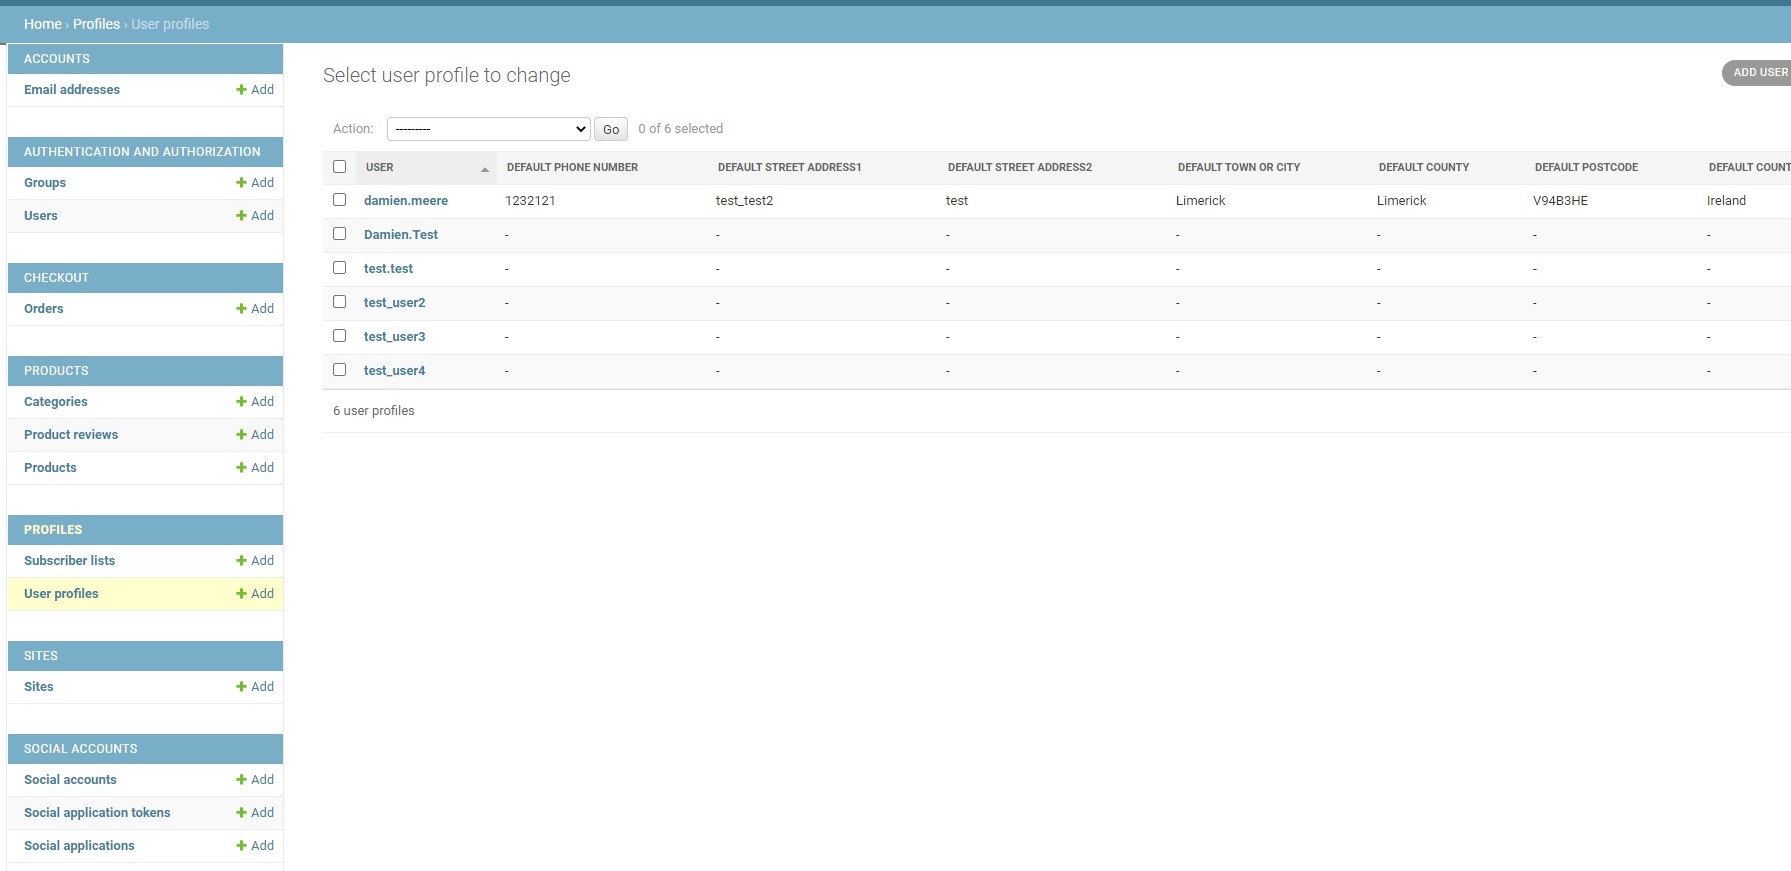 Home › Profiles › User profiles
ACCOUNTS
Email addresses Add
AUTHENTICATION AND AUTHORIZATION
Groups Add
Users Add
CHECKOUT
Orders Add
PRODUCTS
Categories Add
Product reviews Add
Products Add
PROFILES
Subscriber lists Add
User profiles Add
SITES
Sites Add
SOCIAL ACCOUNTS
Social accounts Add
Social application tokens Add
Social applications Add
Select user profile to change
ADD USER
Action: --------- Go 0 of 6 selected
USER DEFAULT PHONE NUMBER DEFAULT STREET ADDRESS1 DEFAULT STREET ADDRESS2 DEFAULT TOWN OR CITY DEFAULT COUNTY DEFAULT POSTCODE DEFAULT COUNT
damien.meere 1232121 test_test2 test Limerick Limerick V94B3HE Ireland
Damien.Test - - - - - - -
test.test - - - - - - -
test_user2 - - - - - - -
test_user3 - - - - - - -
test_user4 - - - - - - -
6 user profiles